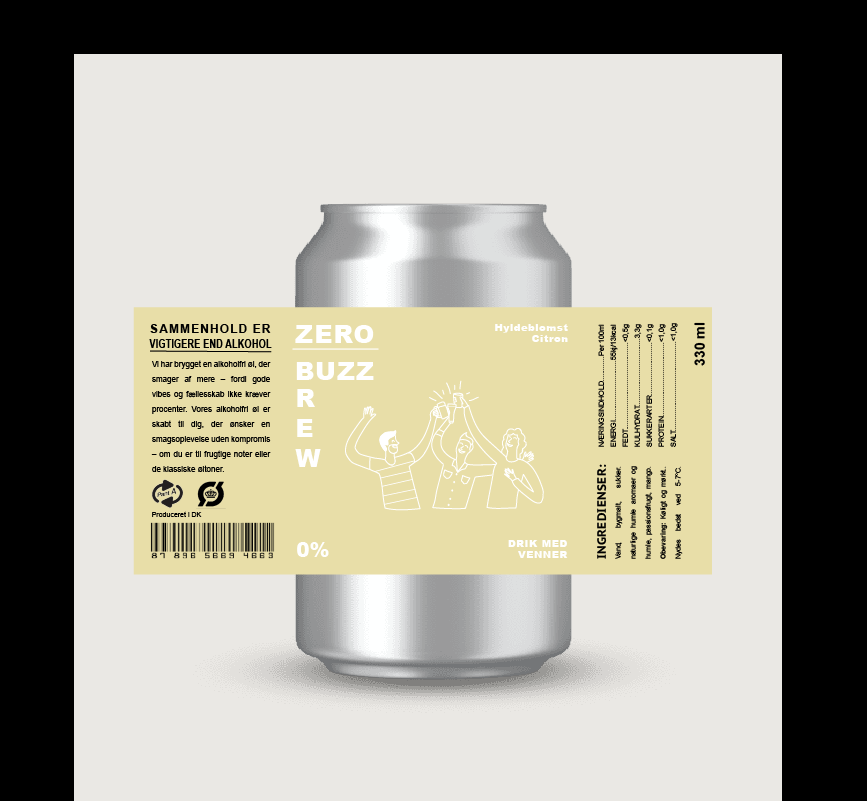 SAMMENHOLD ER
VIGTIGERE END ALKOHOL
Vi har brygget en alkoholfri øl, der
smager af mere – fordi gode
vibes og fællesskab ikke kræver
procenter. Vores alkoholfri øl er
skabt til dig, der ønsker en
smagsoplevelse uden kompromis
– om du er til frugtige noter eller
de klassiske øltoner.
Pant A
Ø
Produceret i DK
87 896 5669 4663
ZERO
BUZZ
R
E
W
0%
Hyldeblomst
Citron
DRIK MED
VENNER
INGREDIENSER:
Vand, bygmalt, sukker.
naturlige humle aromaer og
humle, passionsfrugt, mango.
Obevaring: Køligt og mørkt.
Nydes bedst ved 5-7°C.
NÆRINGSINDHOLD..........Per 100ml
ENERGI..........55kj/13kcal
FEDT..........<0,5g
KULHYDRAT..........3,3g
SUKKERARTER..........<0,1g
PROTEIN..........<1,0g
SALT..........<1,0g
330 ml